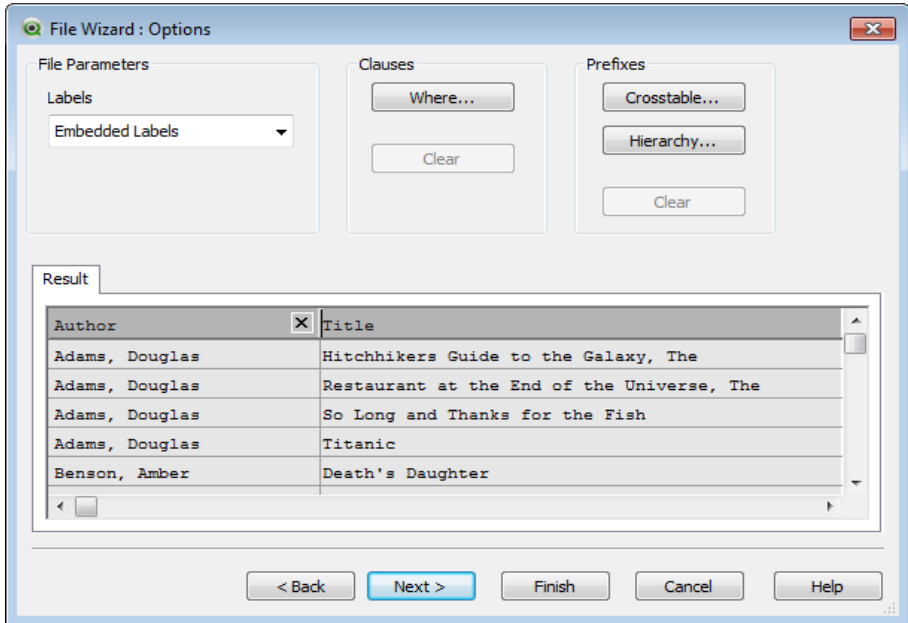 File Wizard : Options
File Parameters
Labels
Embedded Labels
Clauses
Where...
Clear
Prefixes
Crosstable...
Hierarchy...
Clear
Result
Author Title
Adams, Douglas Hitchhikers Guide to the Galaxy, The
Adams, Douglas Restaurant at the End of the Universe, The
Adams, Douglas So Long and Thanks for the Fish
Adams, Douglas Titanic
Benson, Amber Death's Daughter
< Back Next > Finish Cancel Help